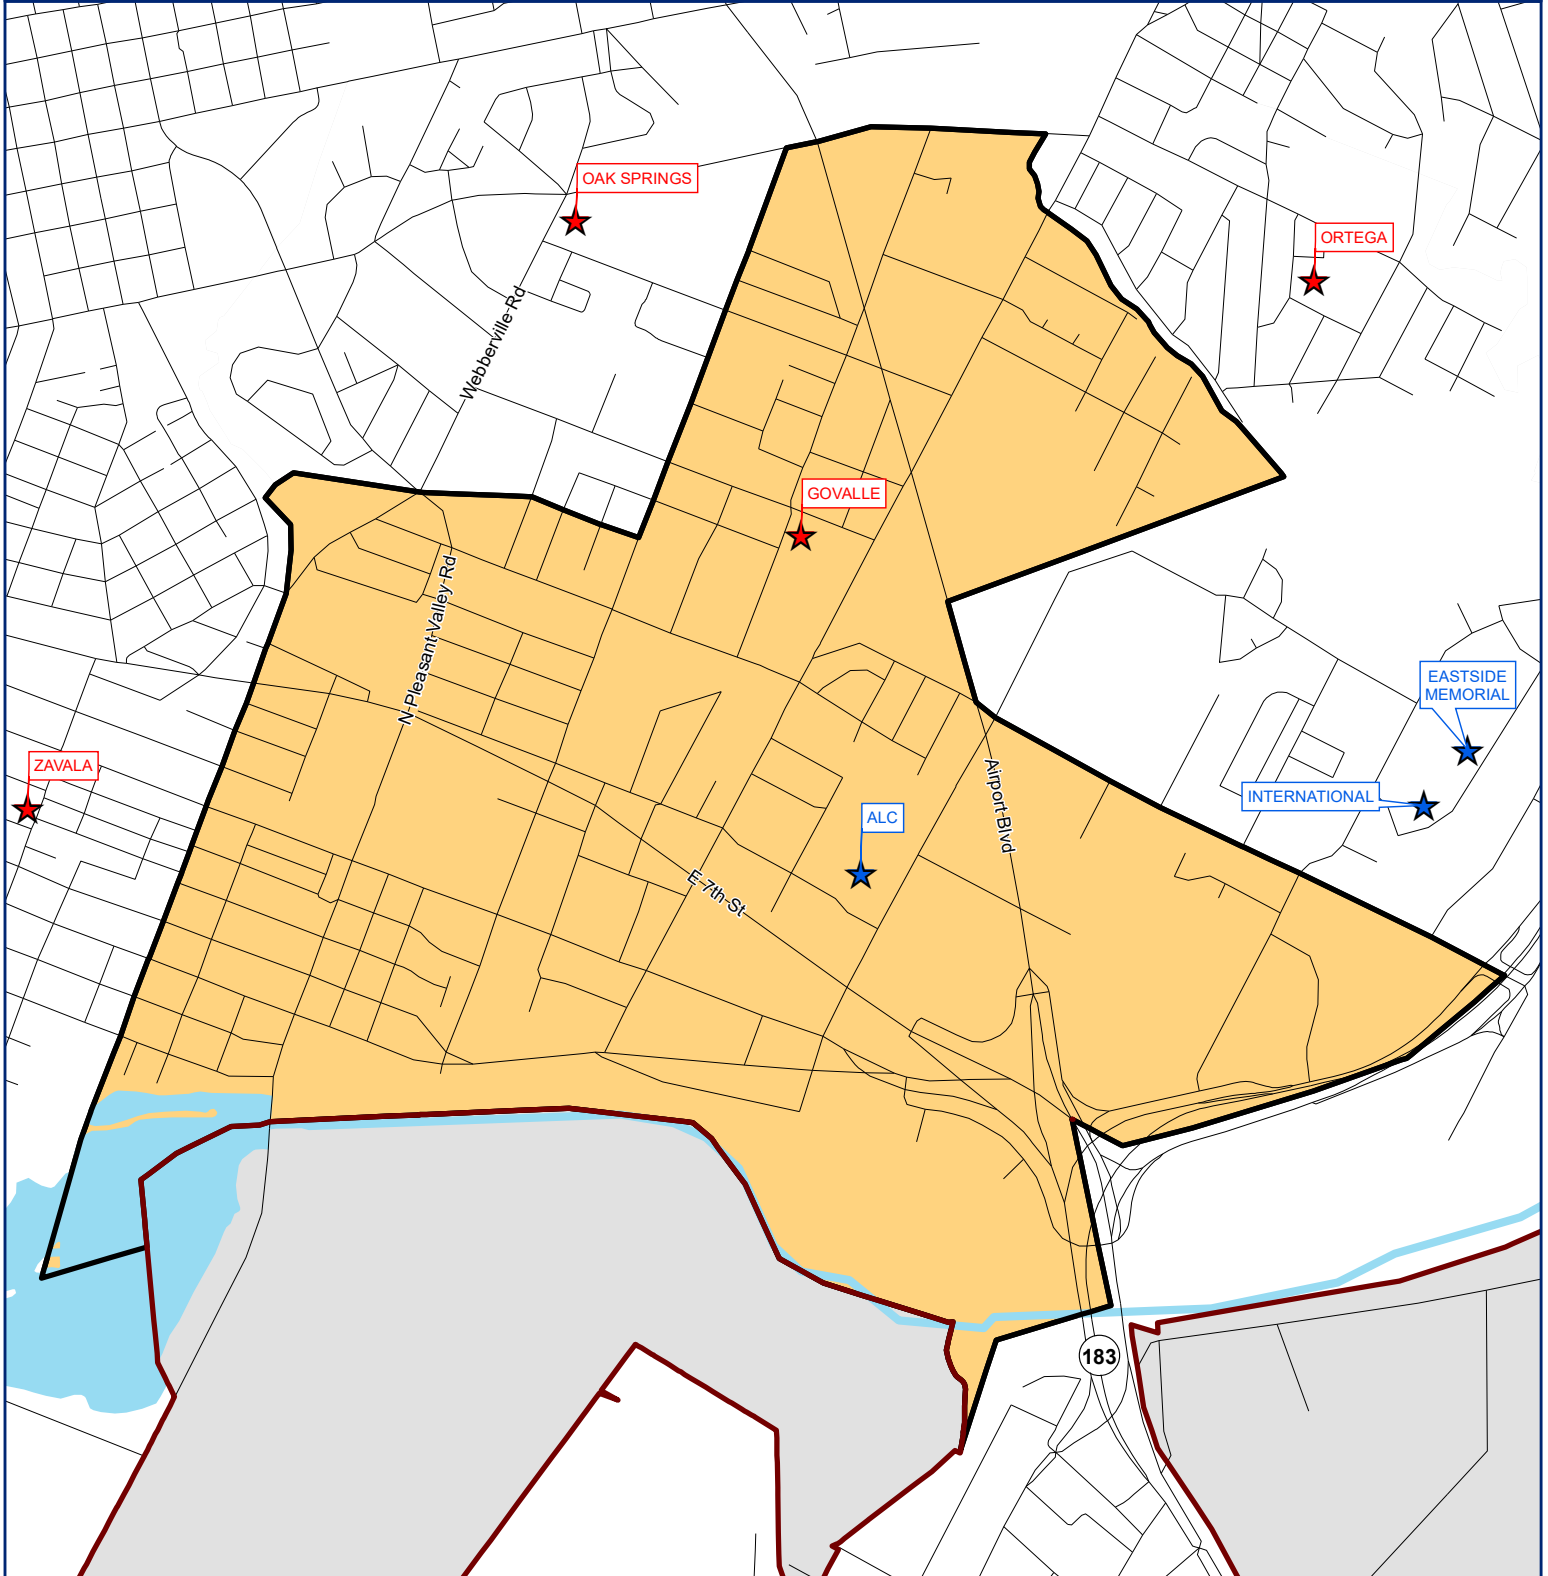 OAK SPRINGS
ORTEGA
Webberville Rd
GOVALLE
N Pleasant Valley Rd
EASTSIDE
MEMORIAL
ZAVALA
INTERNATIONAL
Airport Blvd
ALC
E 7th St
183